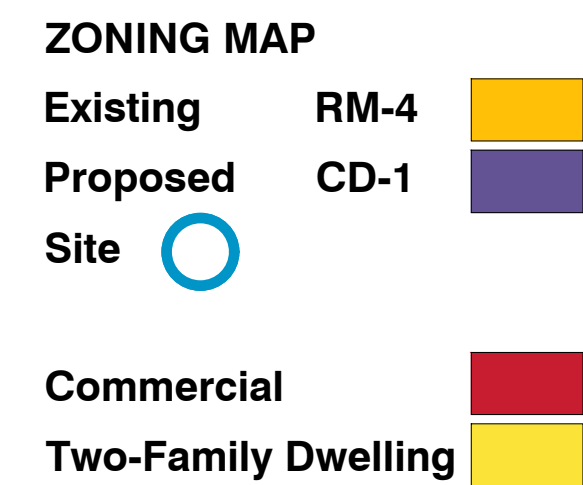 ZONING MAP
Existing RM-4
Proposed CD-1
Site
Commercial
Two-Family Dwelling